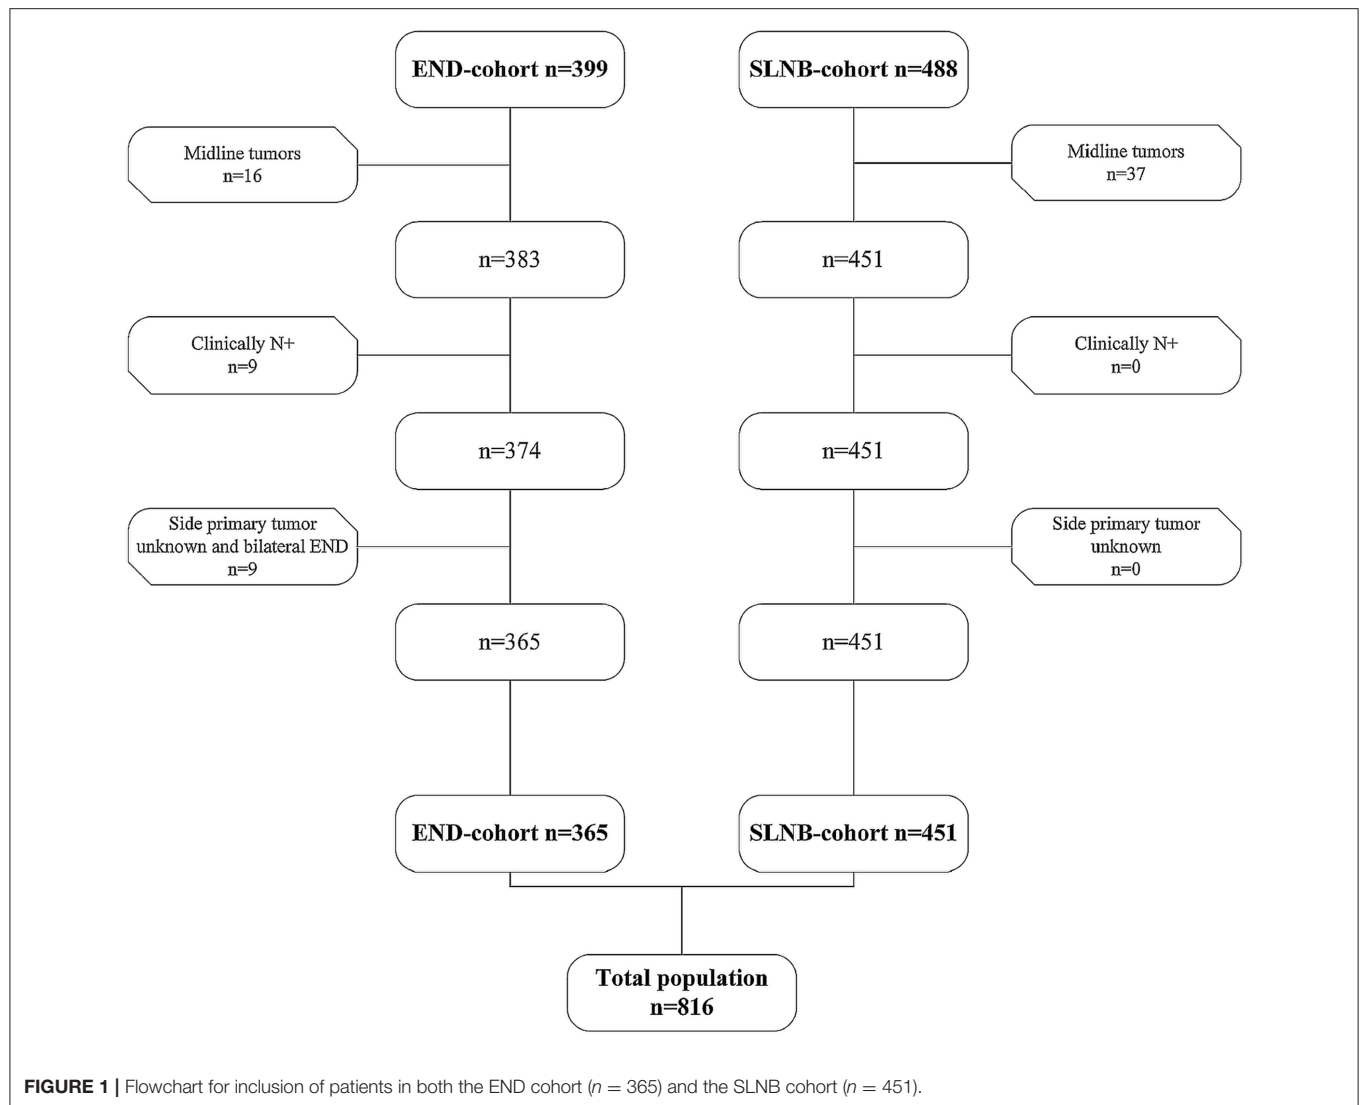 END-cohort n=399
SLNB-cohort n=488
Midline tumors
n=16
Midline tumors
n=37
n=383
n=451
Clinically N+
n=9
Clinically N+
n=0
n=374
n=451
Side primary tumor
unknown and bilateral END
n=9
Side primary tumor
unknown
n=0
n=365
n=451
END-cohort n=365
SLNB-cohort n=451
Total population
n=816
FIGURE 1 | Flowchart for inclusion of patients in both the END cohort (n = 365) and the SLNB cohort (n = 451).